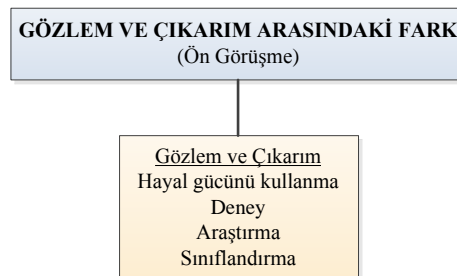 GÖZLEM VE ÇIKARIM ARASINDAKİ FARK
(Ön Görüşme)
Gözlem ve Çıkarım
Hayal gücünü kullanma
Deney
Araştırma
Sınıflandırma